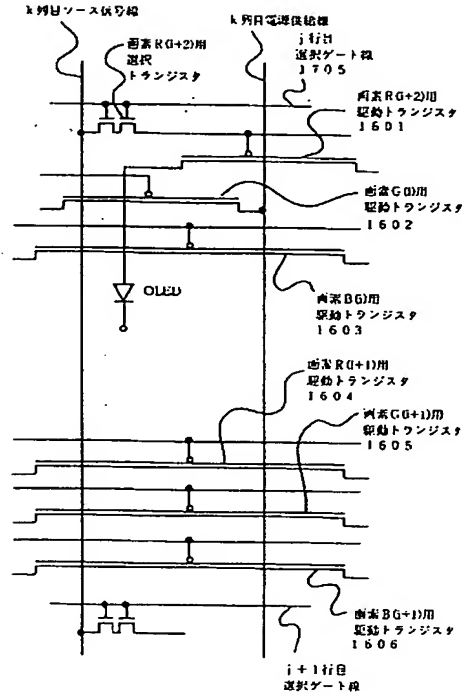 k列目ソース信号線
k列目電源供給線
画素R(j+2)用
選択
トランジスタ
j行目
選択ゲート線
1705
画素R(j+2)用
駆動トランジスタ
1601
画素G(j)用
駆動トランジスタ
1602
OLED
画素B(j)用
駆動トランジスタ
1603
画素R(j+1)用
駆動トランジスタ
1604
画素G(j+1)用
駆動トランジスタ
1605
画素B(j+1)用
駆動トランジスタ
1606
j+1行目
選択ゲート線